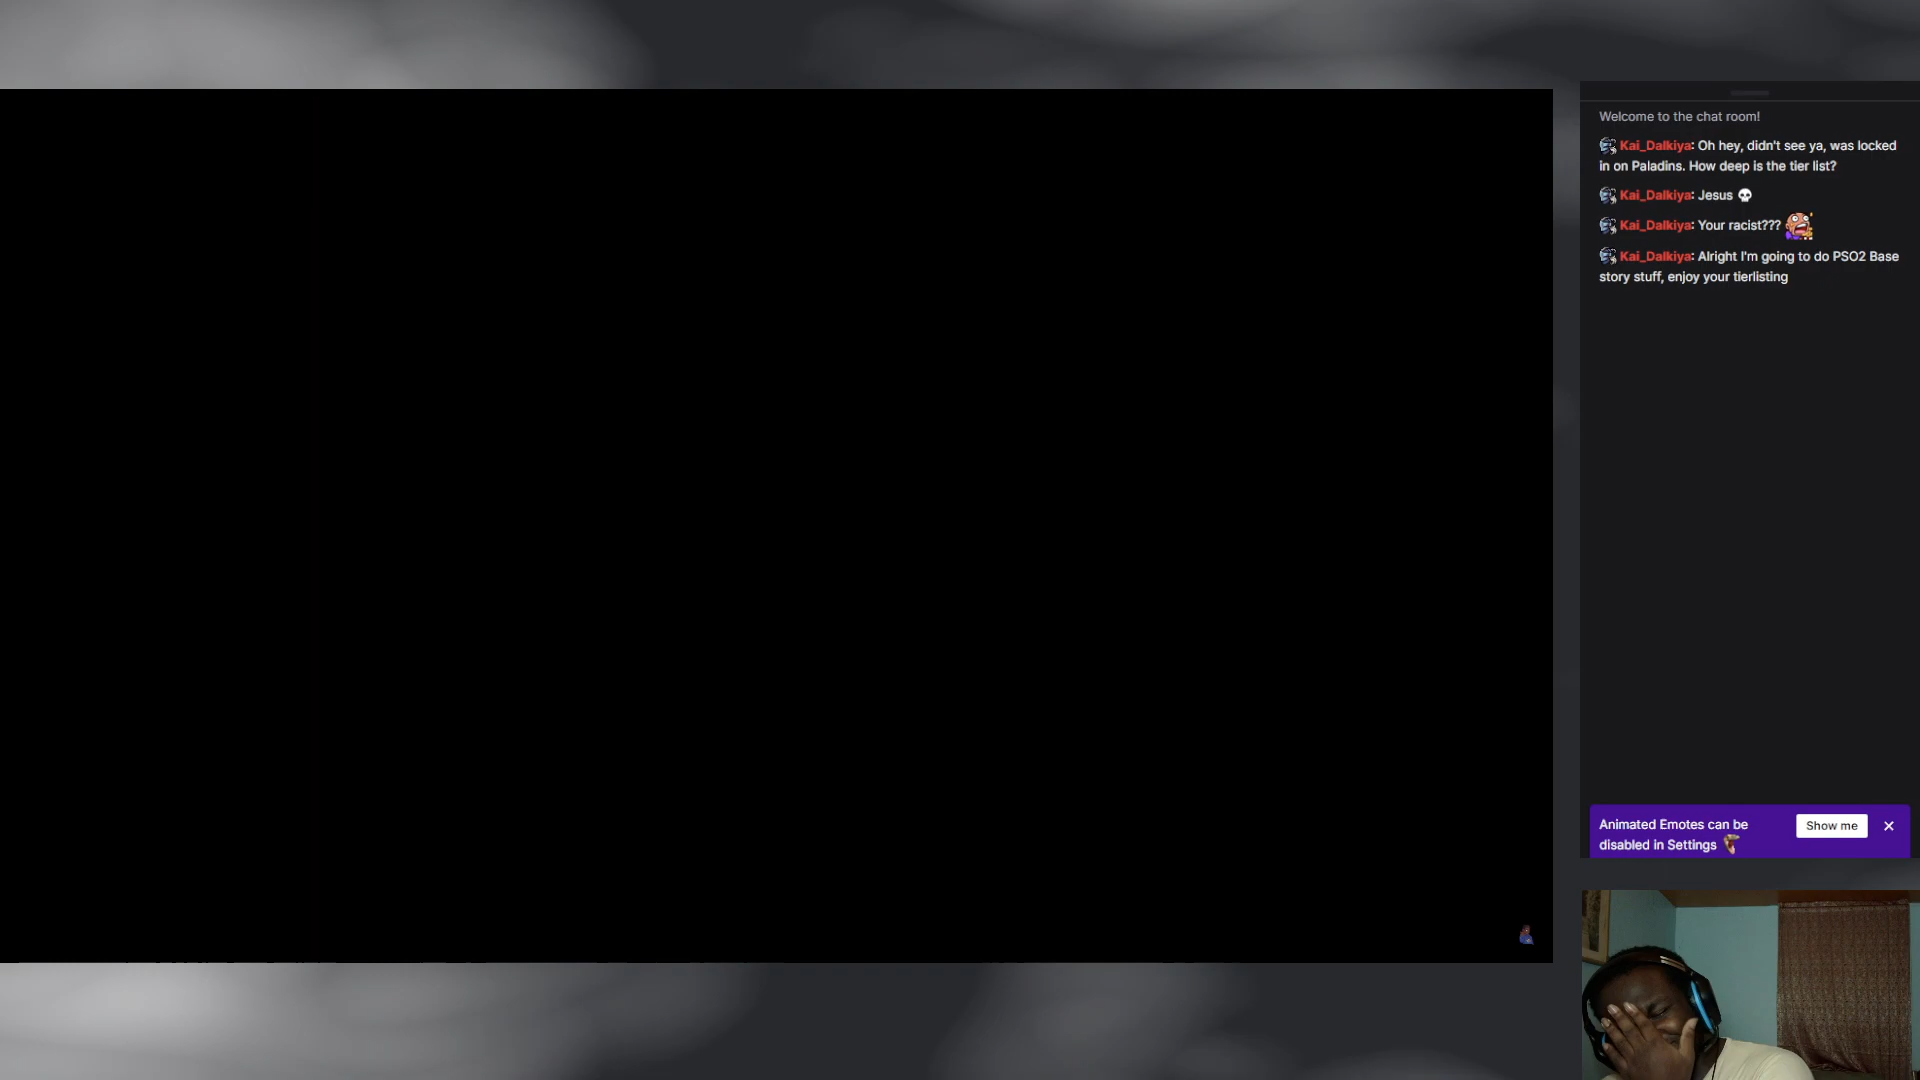 Welcome to the chat room!
Kai_Dalkiya: Oh hey, didn't see ya, was locked
in on Paladins. How deep is the tier list?
Kai_Dalkiya: Jesus 💀
Kai_Dalkiya: Your racist???
Kai_Dalkiya: Alright I'm going to do PSO2 Base
story stuff, enjoy your tierlisting
Animated Emotes can be
disabled in Settings
Show me